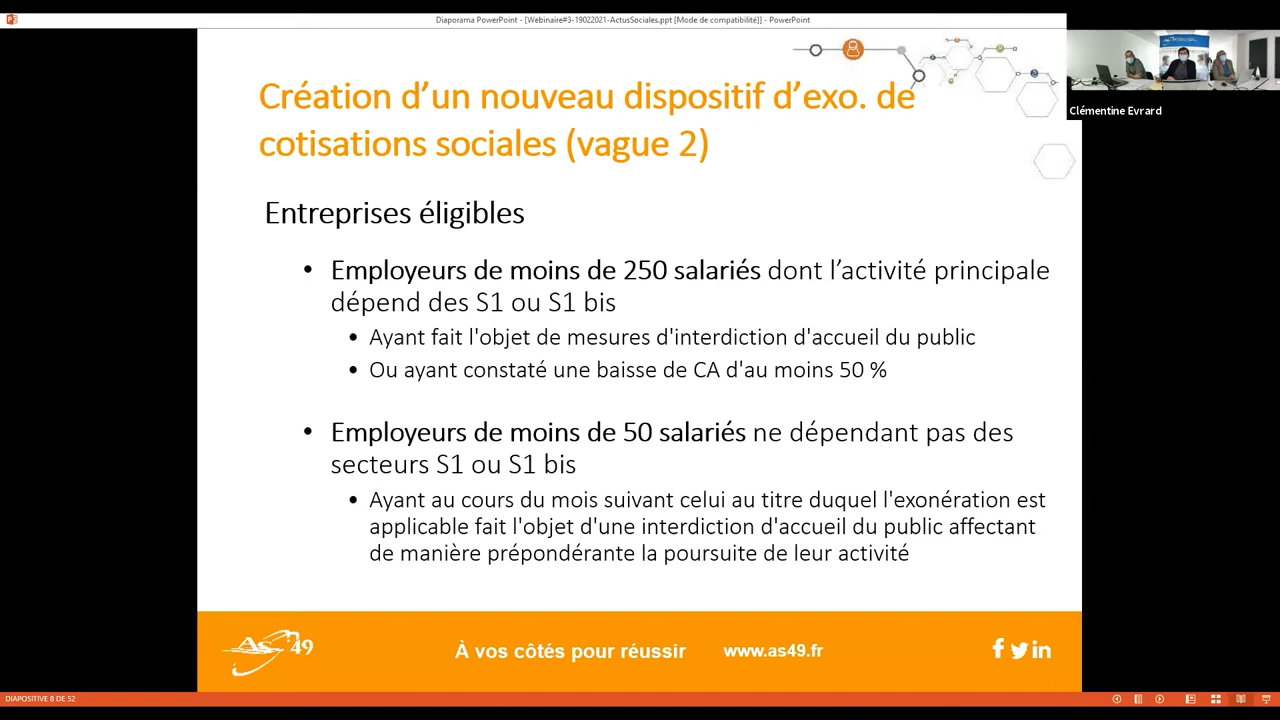 Diaporama PowerPoint - [Webinaire#3-19022021-ActusSociales.ppt [Mode de compatibilité]] - PowerPoint
Clémentine Evrard
Création d’un nouveau dispositif d’exo. de
cotisations sociales (vague 2)
Entreprises éligibles
• Employeurs de moins de 250 salariés dont l’activité principale
dépend des S1 ou S1 bis
• Ayant fait l'objet de mesures d'interdiction d'accueil du public
• Ou ayant constaté une baisse de CA d'au moins 50 %
• Employeurs de moins de 50 salariés ne dépendant pas des
secteurs S1 ou S1 bis
• Ayant au cours du mois suivant celui au titre duquel l'exonération est
applicable fait l'objet d'une interdiction d'accueil du public affectant
de manière prépondérante la poursuite de leur activité
As 49
À vos côtés pour réussir
www.as49.fr
DIAPOSITIVE 8 DE 52